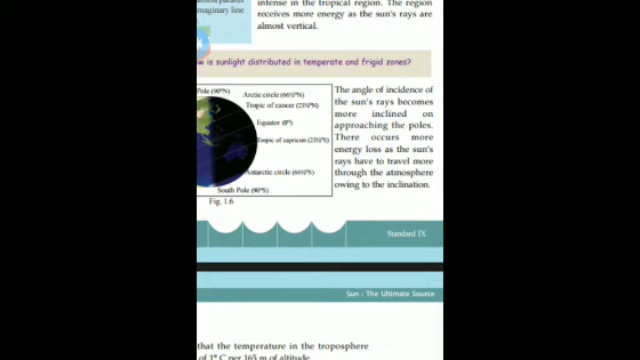 imaginary line
intense in the tropical region. The region
receives more energy as the sun's rays are
almost vertical.
is sunlight distributed in temperate and frigid zones?
Pole (90°N)
Arctic circle (66½°N)
Tropic of cancer (23½°N)
Equator (0°)
Tropic of capricon (23½°S)
Antarctic circle (66½°S)
South Pole (90°S)
Fig. 1.6
The angle of incidence of
the sun's rays becomes
more inclined on
approaching the poles.
There occurs more
energy loss as the sun's
rays have to travel more
through the atmosphere
owing to the inclination.
Standard IX
Sun : The Ultimate Source
that the temperature in the troposphere
of 1° C per 165 m of altitude